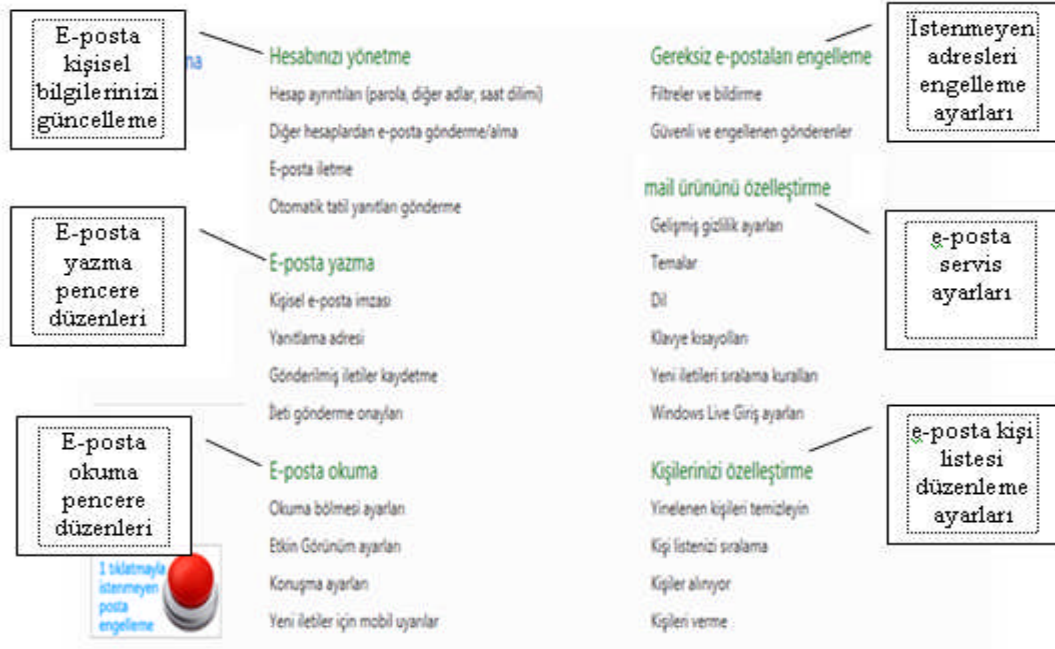 E-posta
kişisel
bilgilerinizi
güncelleme
na
Hesabınızı yönetme
Hesap ayrıntıları (parola, diğer adlar, saat dilimi)
Diğer hesaplardan e-posta gönderme/alma
E-posta iletme
Otomatik tatil yanıtları gönderme
E-posta
yazma
pencere
düzenleri
E-posta yazma
Kişisel e-posta imzası
Yanıtlama adresi
Gönderilmiş iletiler kaydetme
İleti gönderme onayları
E-posta
okuma
pencere
düzenleri
E-posta okuma
Okuma bölmesi ayarları
Etkin Görünüm ayarları
Konuşma ayarları
Yeni iletiler için mobil uyarılar
1 tıklatmayla
istenmeyen
posta
engelleme
Gereksiz e-postaları engelleme
Filtreler ve bildirme
Güvenli ve engellenen gönderenler
İstenmeyen
adresleri
engelleme
ayarları
mail ürününü özelleştirme
Gelişmiş gizlilik ayarları
Temalar
Dil
Klavye kısayolları
Yeni iletileri sıralama kuralları
Windows Live Giriş ayarları
e-posta
servis
ayarları
Kişilerinizi özelleştirme
Yinelenen kişileri temizleyin
Kişi listenizi sıralama
Kişiler alınıyor
Kişileri verme
e-posta kişi
listesi
düzenleme
ayarları